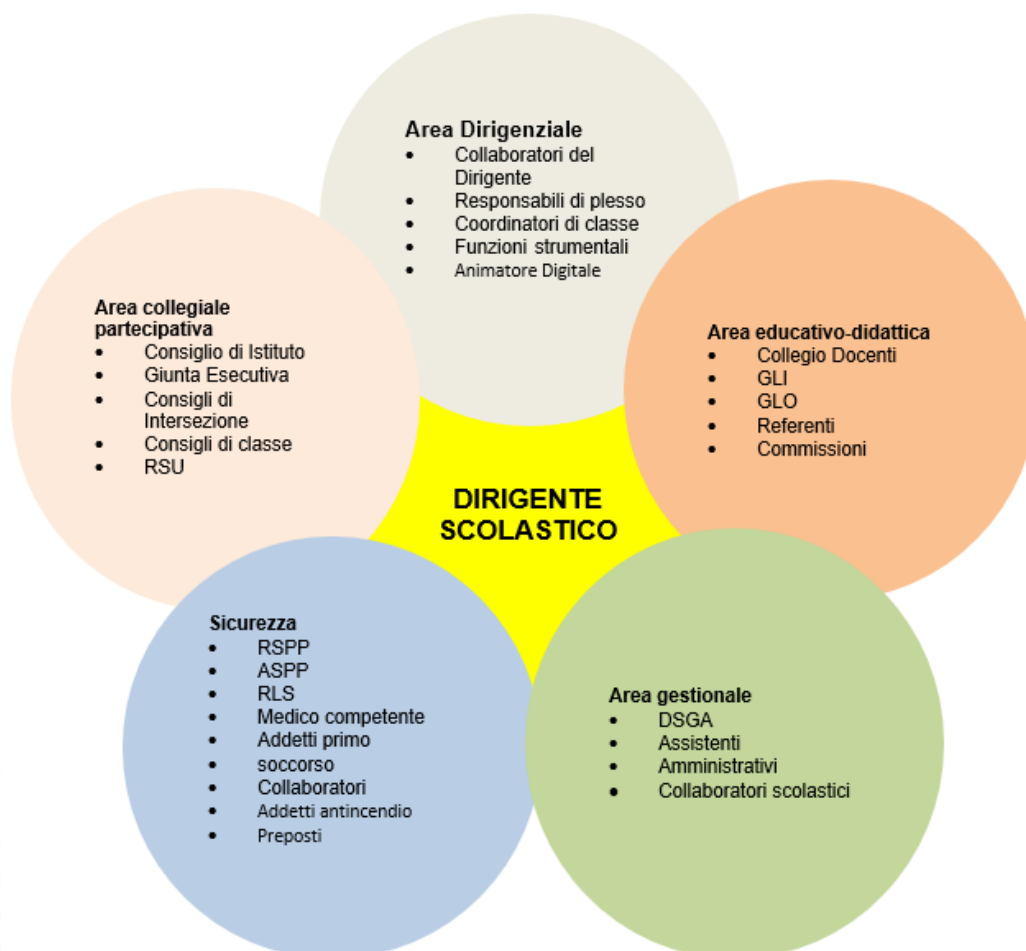 Area Dirigenziale
• Collaboratori del
Dirigente
• Responsabili di plesso
• Coordinatori di classe
• Funzioni strumentali
• Animatore Digitale
Area collegiale
partecipativa
• Consiglio di Istituto
• Giunta Esecutiva
• Consigli di
Intersezione
• Consigli di classe
• RSU
Area educativo-didattica
• Collegio Docenti
• GLI
• GLO
• Referenti
• Commissioni
DIRIGENTE
SCOLASTICO
Sicurezza
• RSPP
• ASPP
• RLS
• Medico competente
• Addetti primo
• soccorso
• Collaboratori
• Addetti antincendio
• Preposti
Area gestionale
• DSGA
• Assistenti
• Amministrativi
• Collaboratori scolastici